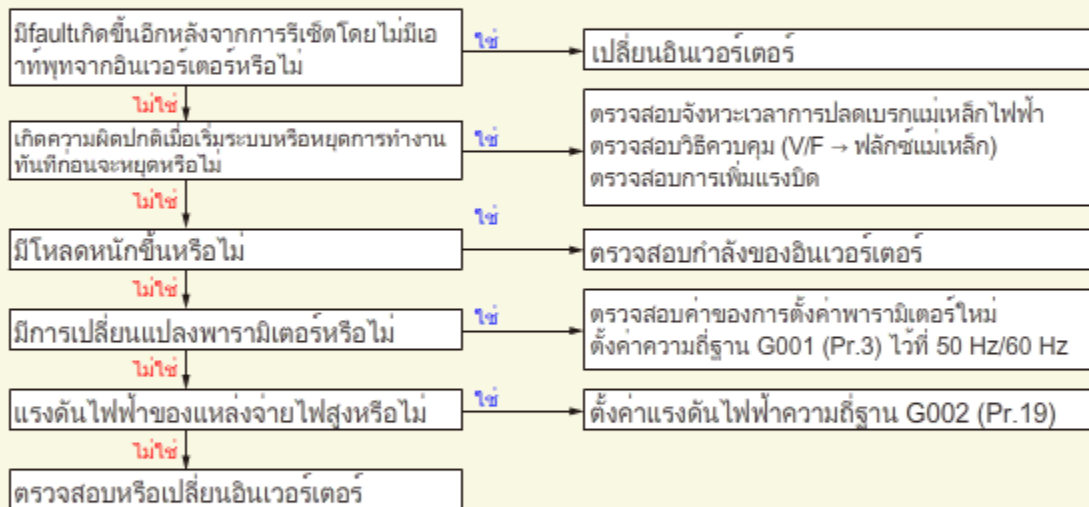 มีfaultเกิดขึ้นอีกหลังจากการรีเซ็ตโดยไม่มีเอ
าท์พุทจากอินเวอร์เตอร์หรือไม่
ใช่
เปลี่ยนอินเวอร์เตอร์
ไม่ใช่
เกิดความผิดปกติเมื่อเริ่มระบบหรือหยุดการทำงาน
ทันทีก่อนจะหยุดหรือไม่
ใช่
ตรวจสอบจังหวะเวลาการปลดเบรกแม่เหล็กไฟฟ้า
ตรวจสอบวิธีควบคุม (V/F → ฟลักซ์แม่เหล็ก)
ตรวจสอบการเพิ่มแรงบิด
ไม่ใช่
มีโหลดหนักขึ้นหรือไม่
ใช่
ตรวจสอบกำลังของอินเวอร์เตอร์
ไม่ใช่
มีการเปลี่ยนแปลงพารามิเตอร์หรือไม่
ใช่
ตรวจสอบค่าของการตั้งค่าพารามิเตอร์ใหม่
ตั้งค่าความถี่ฐาน G001 (Pr.3) ไว้ที่ 50 Hz/60 Hz
ไม่ใช่
แรงดันไฟฟ้าของแหล่งจ่ายไฟสูงหรือไม่
ใช่
ตั้งค่าแรงดันไฟฟ้าความถี่ฐาน G002 (Pr.19)
ไม่ใช่
ตรวจสอบหรือเปลี่ยนอินเวอร์เตอร์